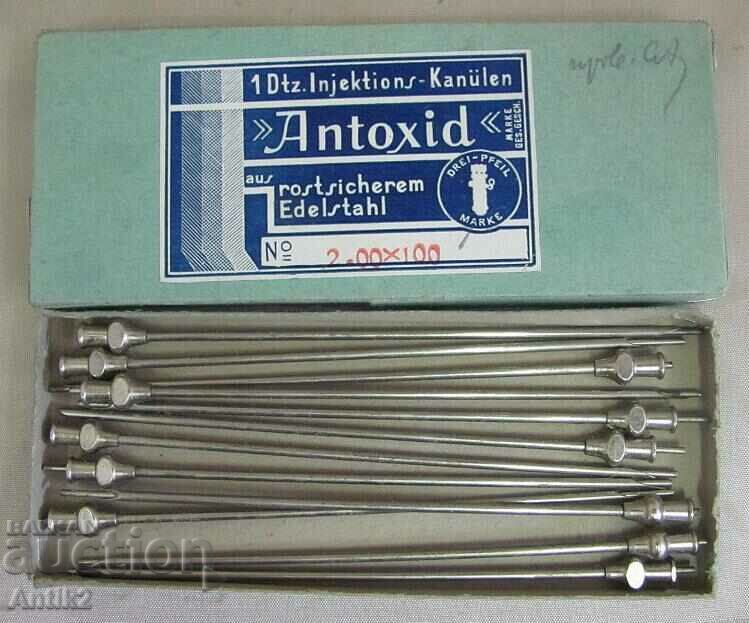 1 Dtz. Injektions-Kanülen
»Antoxid«
MARKE
GES. GESCH.
aus rostsicherem
Edelstahl
DREI-PFEIL
MARKE
No 2.00×100
BALKAN
auction
Antik2